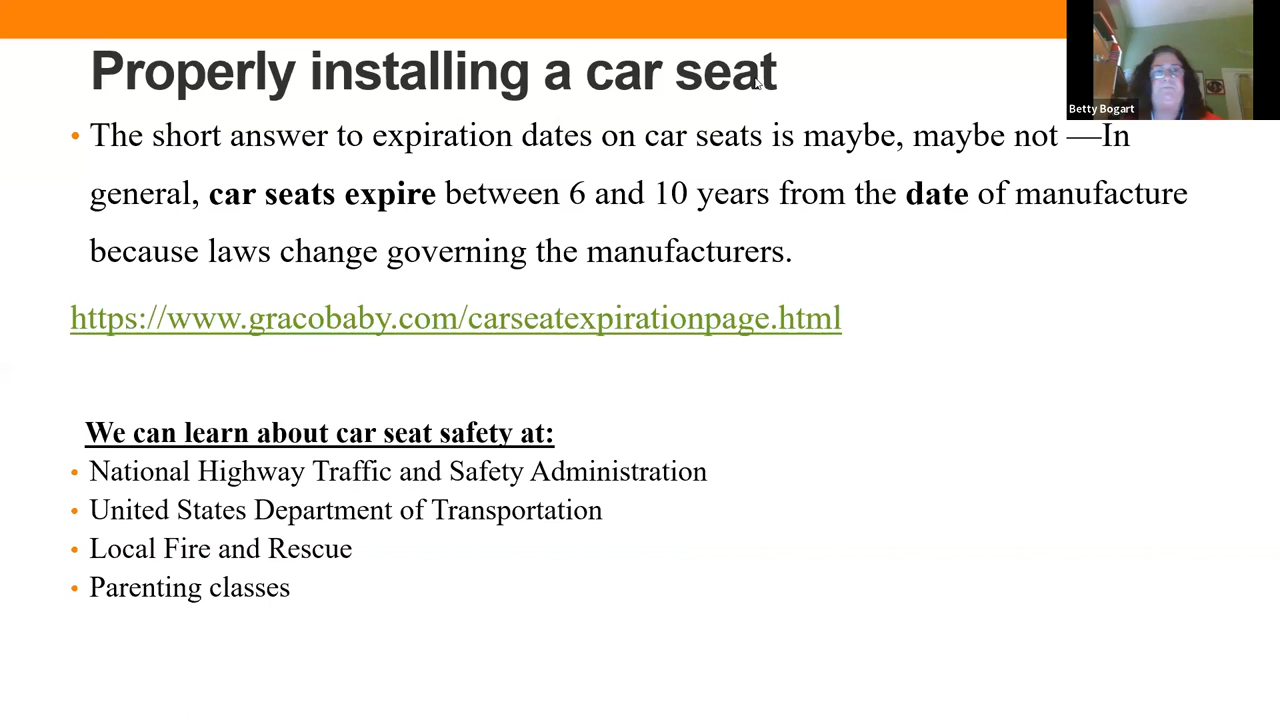 Properly installing a car seat
Betty Bogart
• The short answer to expiration dates on car seats is maybe, maybe not —In
general, car seats expire between 6 and 10 years from the date of manufacture
because laws change governing the manufacturers.
https://www.gracobaby.com/carseatexpirationpage.html
We can learn about car seat safety at:
• National Highway Traffic and Safety Administration
• United States Department of Transportation
• Local Fire and Rescue
• Parenting classes